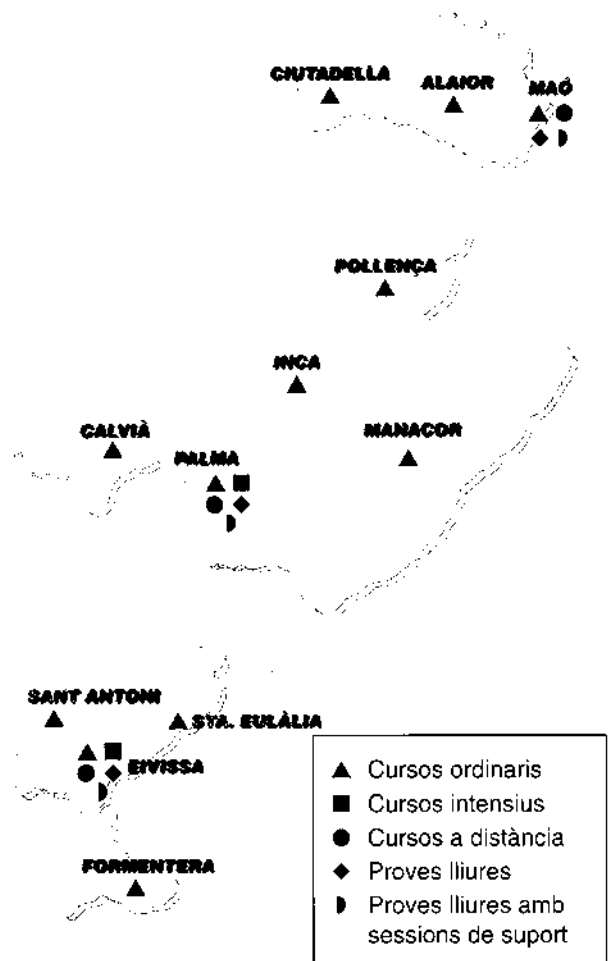 CIUTADELLA
ALAIOR
MAÓ
POLLENÇA
INCA
CALVIÀ
MANACOR
PALMA
SANT ANTONI
STA. EULÀLIA
EIVISSA
FORMENTERA
Cursos ordinaris
Cursos intensius
Cursos a distància
Proves lliures
Proves lliures amb
sessions de suport